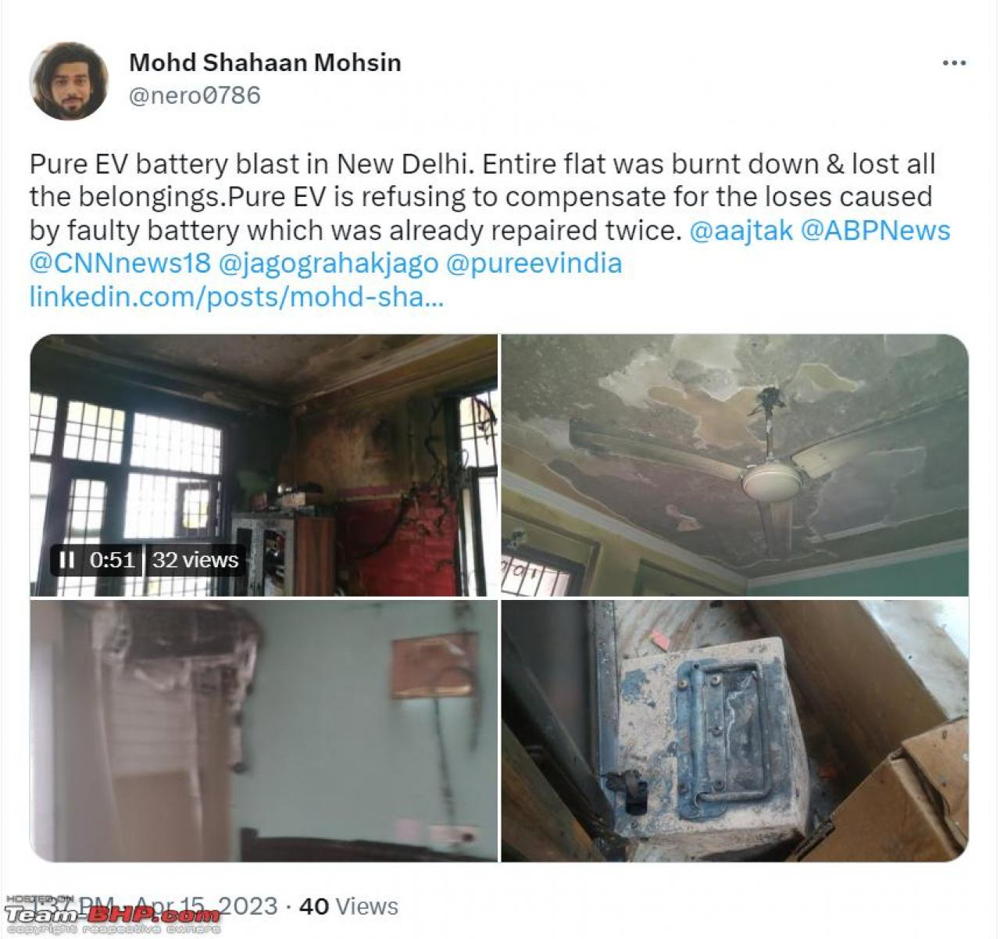 Mohd Shahaan Mohsin
@nero0786
Pure EV battery blast in New Delhi. Entire flat was burnt down & lost all
the belongings.Pure EV is refusing to compensate for the loses caused
by faulty battery which was already repaired twice. @aajtak @ABPNews
@CNNnews18 @jagograhakjago @pureevindia
linkedin.com/posts/mohd-sha...
0:51 32 views
1:37 PM · Apr 15, 2023 · 40 Views
HOSTED ON
Team-BHP.com
copyright respective owners